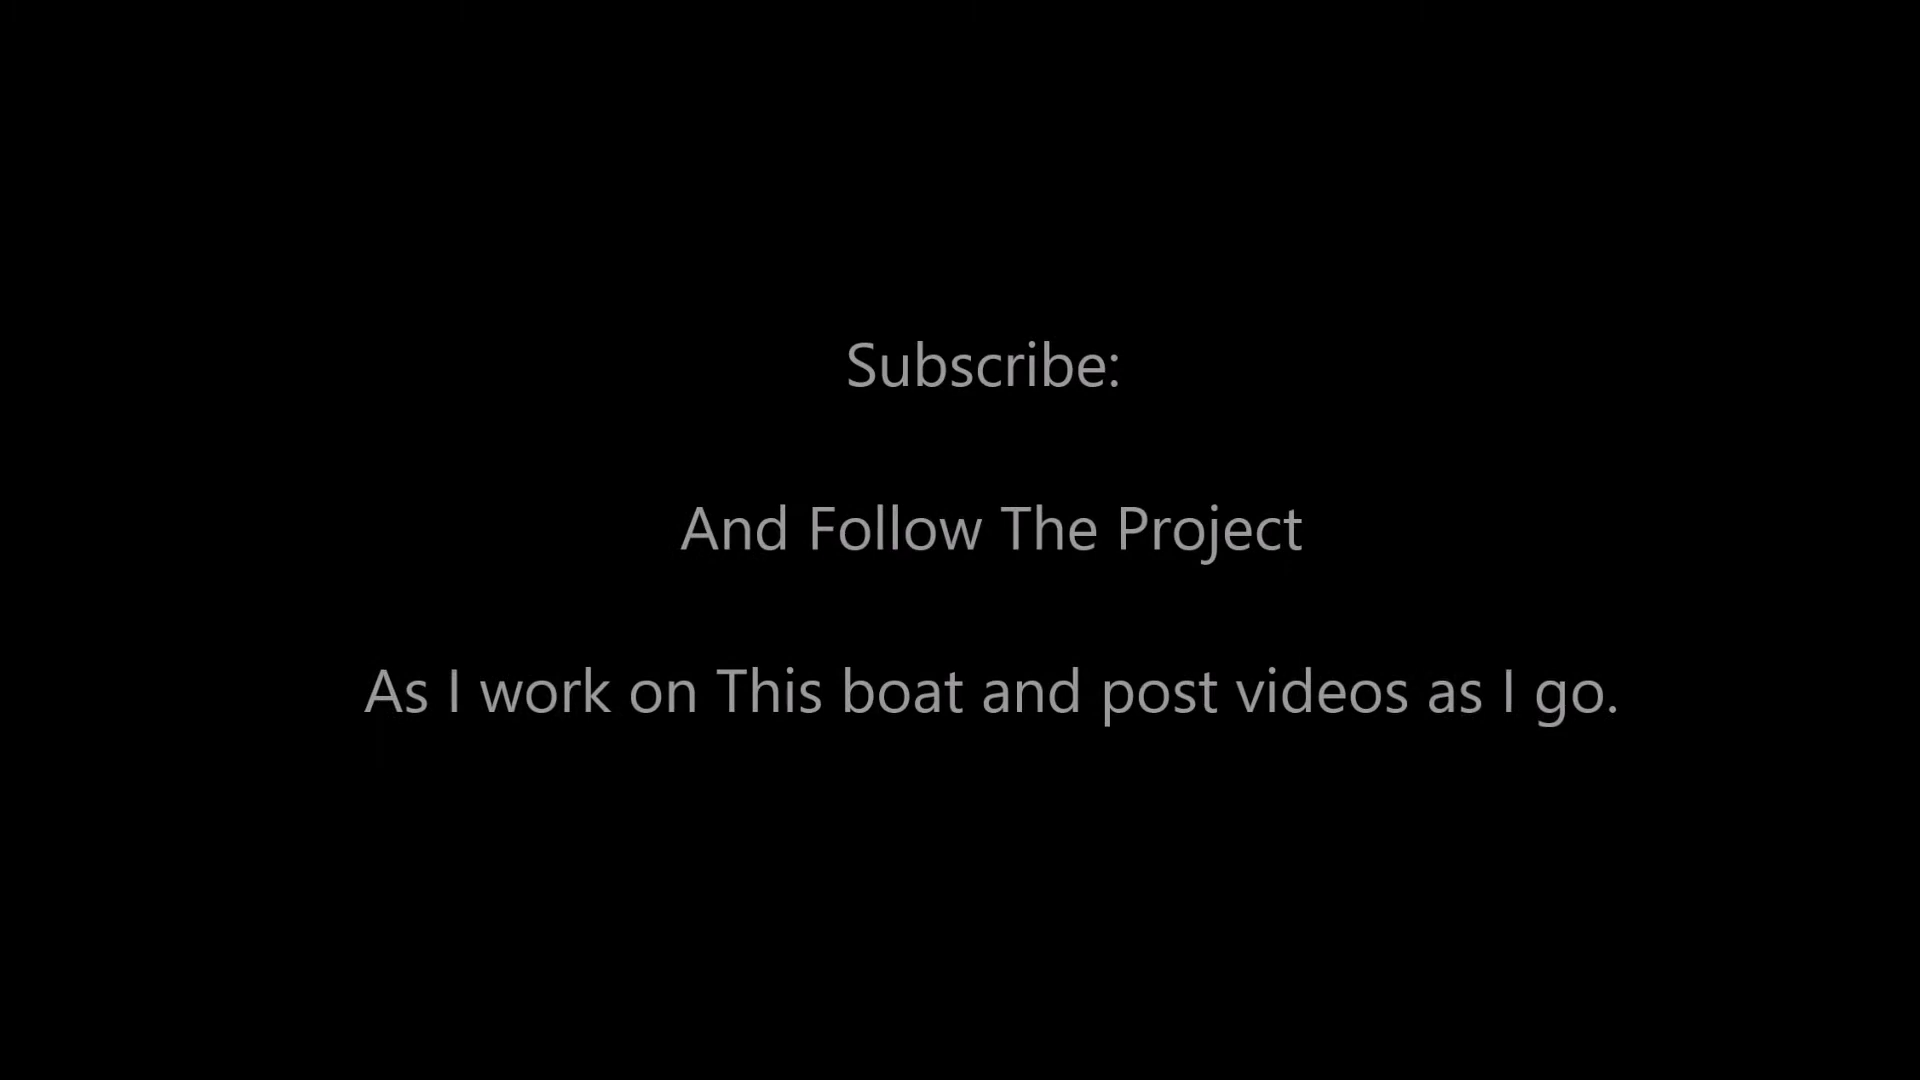 Subscribe:
And Follow The Project
As I work on This boat and post videos as I go.